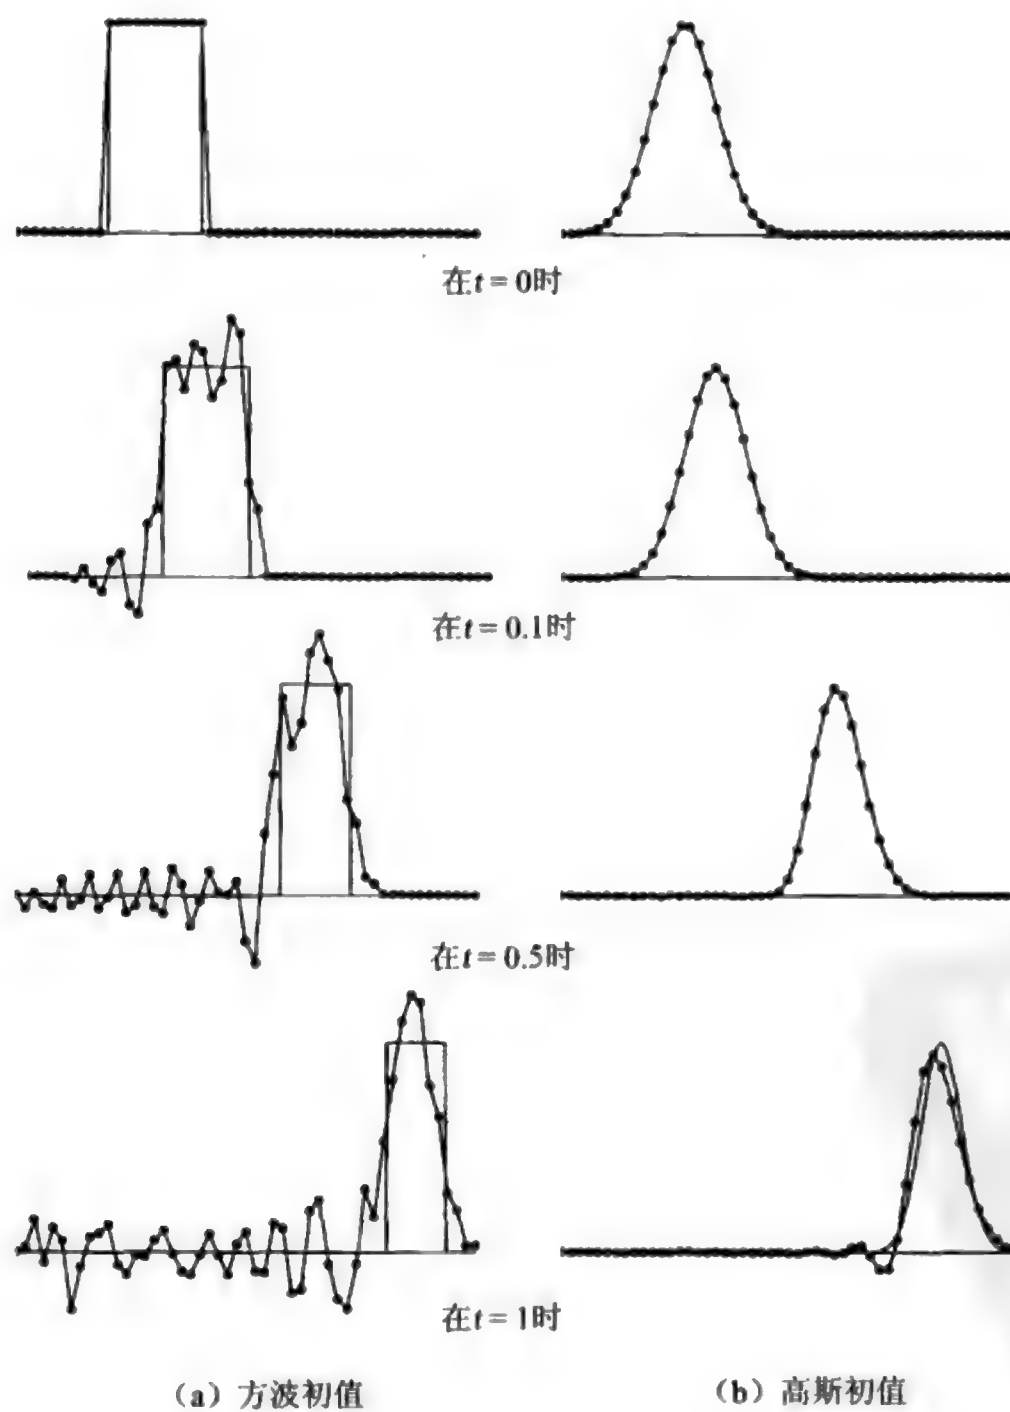 在t = 0时
在t = 0.1时
在t = 0.5时
在t = 1时
（a）方波初值
（b）高斯初值